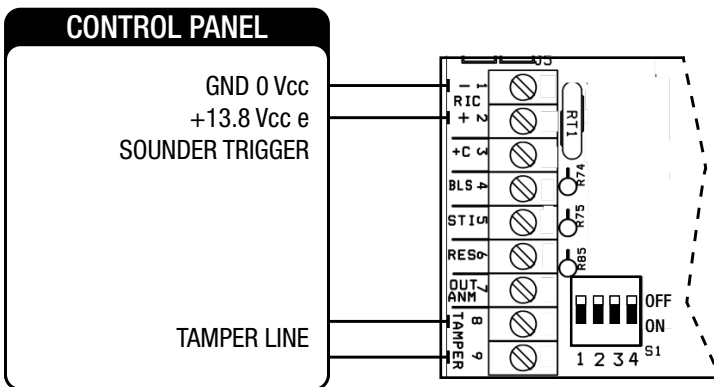 CONTROL PANEL
GND 0 Vcc
+13.8 Vcc e
SOUNDER TRIGGER
TAMPER LINE
J5
- 1
RIC
+ 2
+C 3
BLS 4
STI 5
RES 6
OUT 7
ANM
TAMPER
8
9
RT1
R74
R75
R85
OFF
ON
S1
1 2 3 4